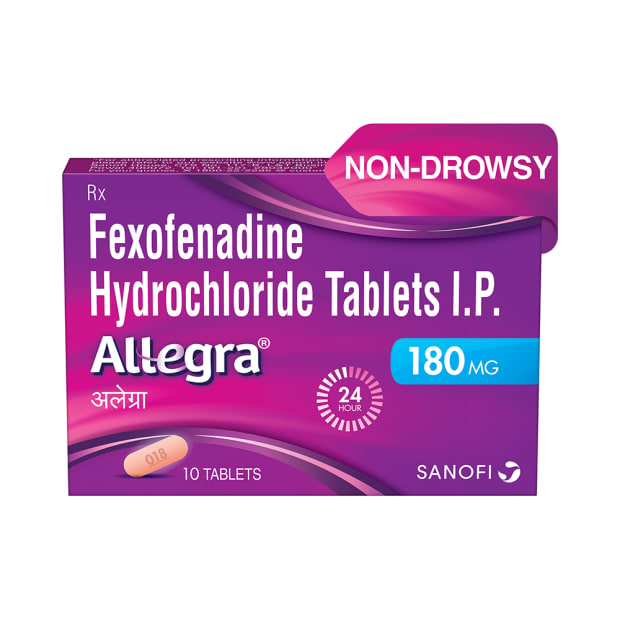 NON-DROWSY
Rx
Fexofenadine
Hydrochloride Tablets I.P.
Allegra®
180 MG
अलेग्रा
24
HOUR
018
10 TABLETS
SANOFI